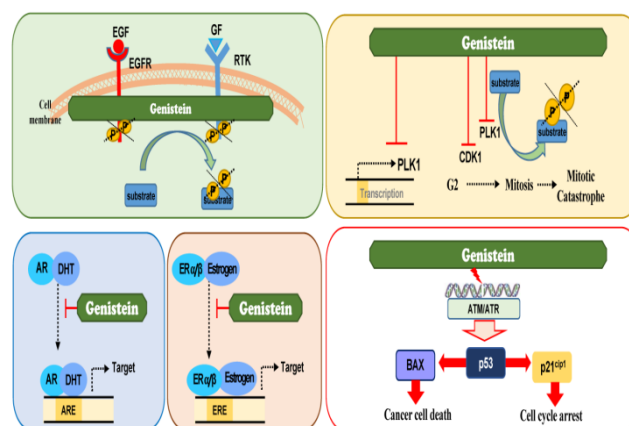 EGF
GF
EGFR
RTK
Cell
membrane
Genistein
P
P
P
P
P
P
substrate
substrate
Genistein
substrate
P
P
PLK1
substrate
PLK1
CDK1
Transcription
G2
Mitosis
Mitotic
Catastrophe
AR
DHT
Genistein
AR
DHT
Target
ARE
ERα/β
Estrogen
Genistein
ERα/β
Estrogen
Target
ERE
Genistein
ATM/ATR
BAX
p53
p21cip1
Cancer cell death
Cell cycle arrest